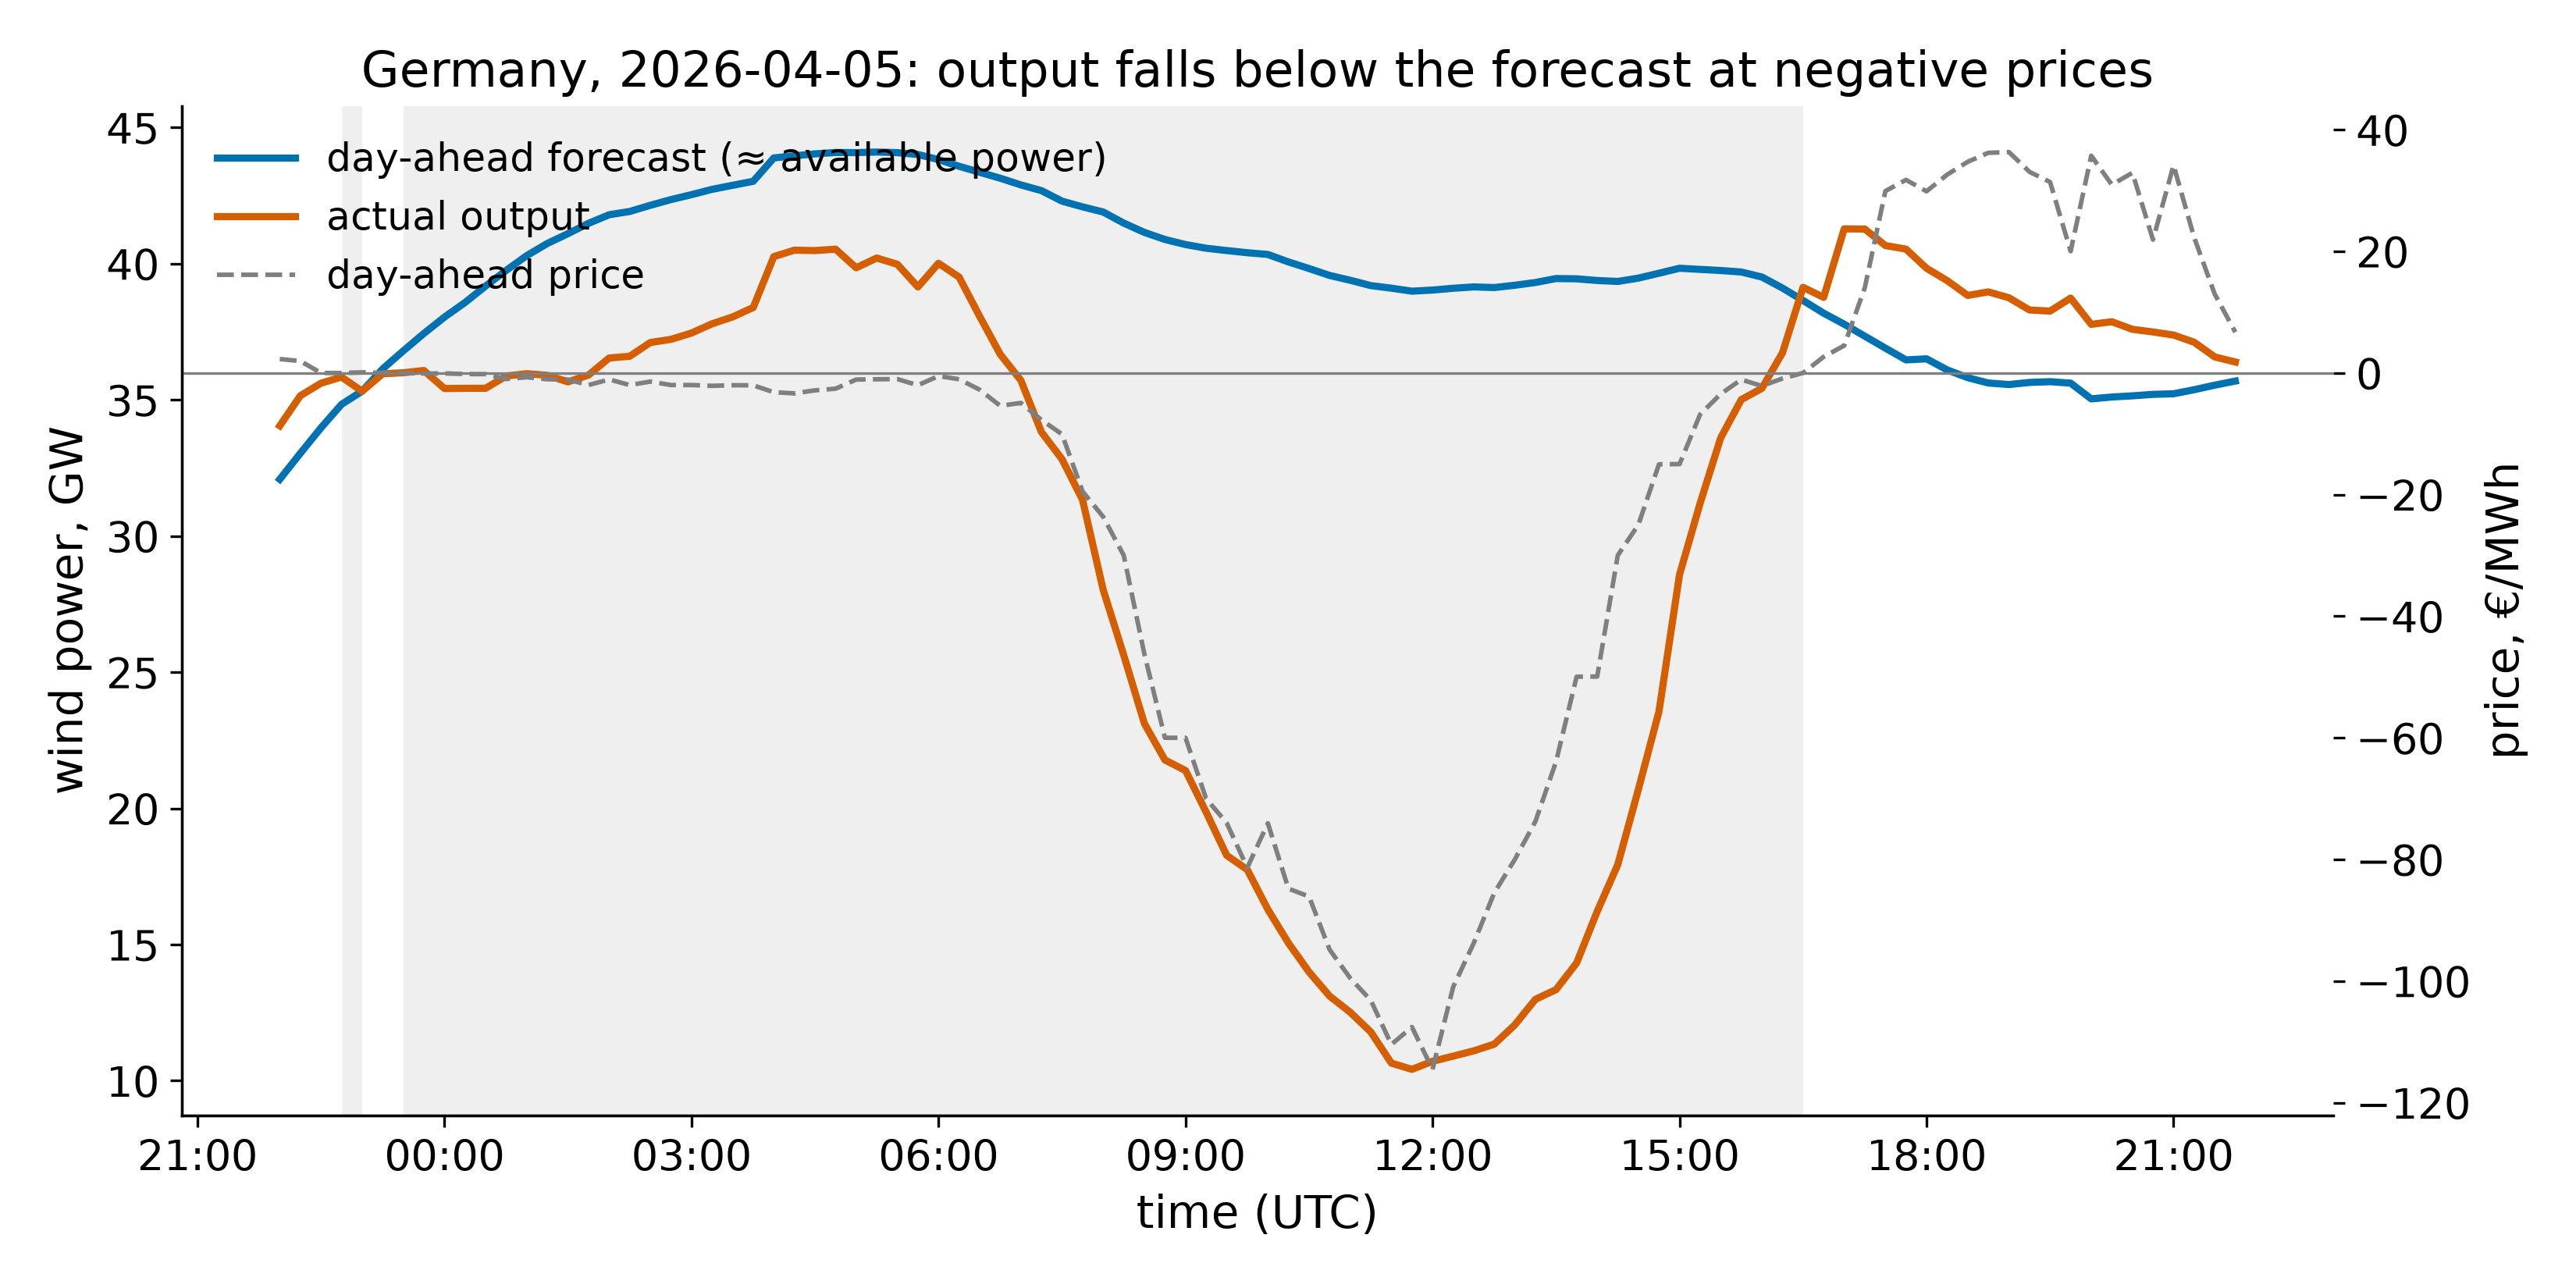 Germany, 2026-04-05: output falls below the forecast at negative prices
day-ahead forecast (≈ available power)
actual output
day-ahead price
wind power, GW
45
40
35
30
25
20
15
10
price, €/MWh
40
20
0
−20
−40
−60
−80
−100
−120
21:00 00:00 03:00 06:00 09:00 12:00 15:00 18:00 21:00
time (UTC)